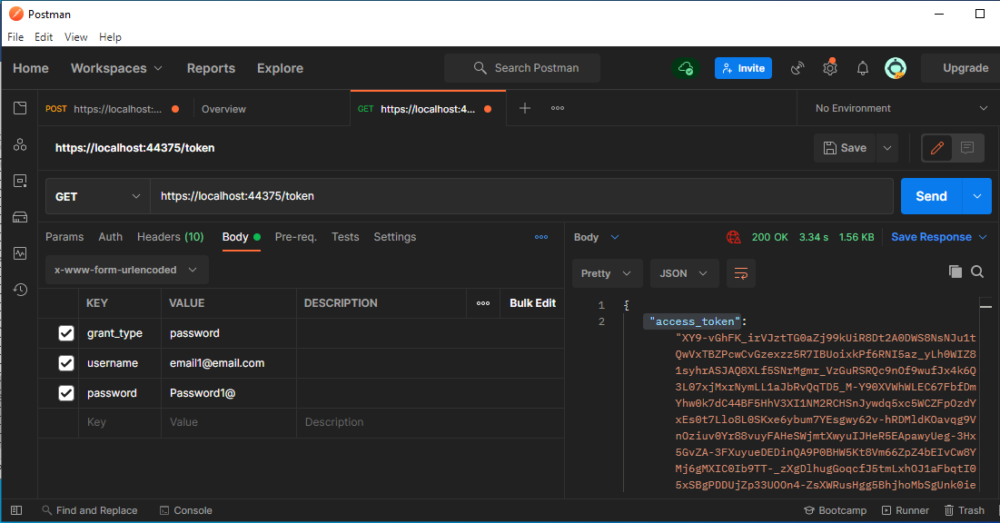 Postman
File Edit View Help
Home Workspaces Reports Explore Search Postman Invite Upgrade
POST https://localhost:... Overview GET https://localhost:4... No Environment
https://localhost:44375/token Save
GET https://localhost:44375/token Send
Params Auth Headers (10) Body Pre-req. Tests Settings
Body 200 OK 3.34 s 1.56 KB Save Response
x-www-form-urlencoded
Pretty JSON
KEY VALUE DESCRIPTION Bulk Edit
grant_type password
username email1@email.com
password Password1@
Key Value Description
1 {
2 "access_token":
"XY9-vGhFK_irVJztTG0aZj99kUiR8Dt2A0DWS8NsNJu1t
QwVxTBZPcwCvGzexzz5R7IBUoixkPf6RNI5az_yLh0WIZ8
1syhrASJAQ8XLf5SNrMgmr_VzGuRSRQc9nOf9wufJx4k6Q
3L07xjMxrNymLL1aJbRvQqTD5_M-Y90XVWhWLEC67FbfDm
Yhw0k7dC44BF5HhV3XI1NM2RCHSnJywdq5xc5WCZFpOzdY
xEs0t7Llo8L0SKxe6ybum7YEsgwy62v-hRDMldKOavqg9V
nOziuv0Yr88vuyFAHeSWjmtXwyuIJHeR5EApawyUeg-3Hx
5GvZA-3FXuyueDEDinQA9P0BHW5Kt8Vm66ZpZ4bEIvCw8Y
Mj6gMXIC0Ib9TT-_zXgDlhugGoqcfJ5tmLxhOJ1aFbqtI0
5xSBgPDDUjZp33UOOn4-ZsXWRusHgg5BhjhoMbSgUnk0ie
Find and Replace Console Bootcamp Runner Trash